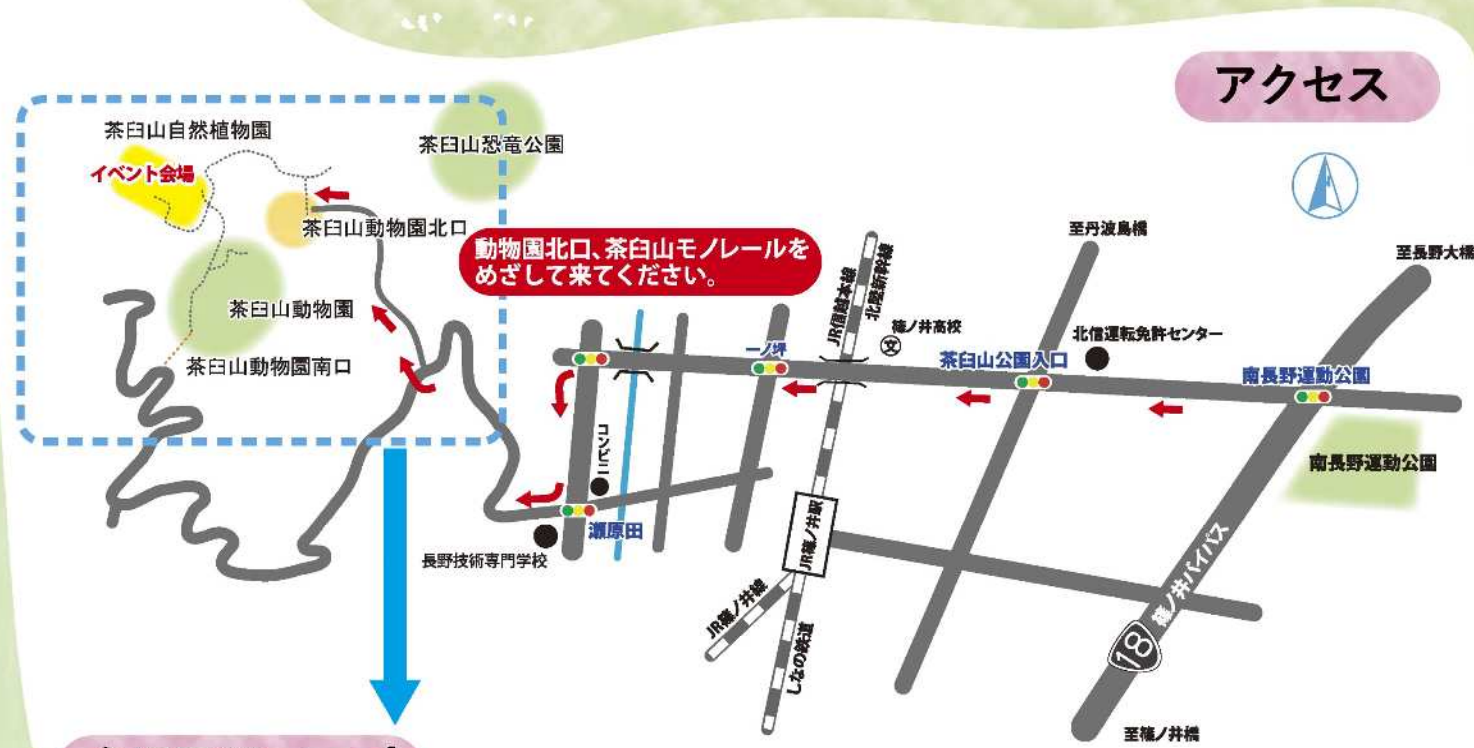 アクセス
茶臼山自然植物園
イベント会場
茶臼山恐竜公園
茶臼山動物園北口
茶臼山動物園
茶臼山動物園南口
動物園北口、茶臼山モノレールを
めざして来てください。
JR信越本線
北陸新幹線
篠ノ井高校
文
一ノ坪
茶臼山公園入口
北信運転免許センター
至丹波島橋
至長野大橋
南長野運動公園
南長野運動公園
コンビニ
瀬原田
長野技術専門学校
JR篠ノ井駅
JR篠ノ井線
しなの鉄道
篠ノ井バイパス
18
至篠ノ井橋